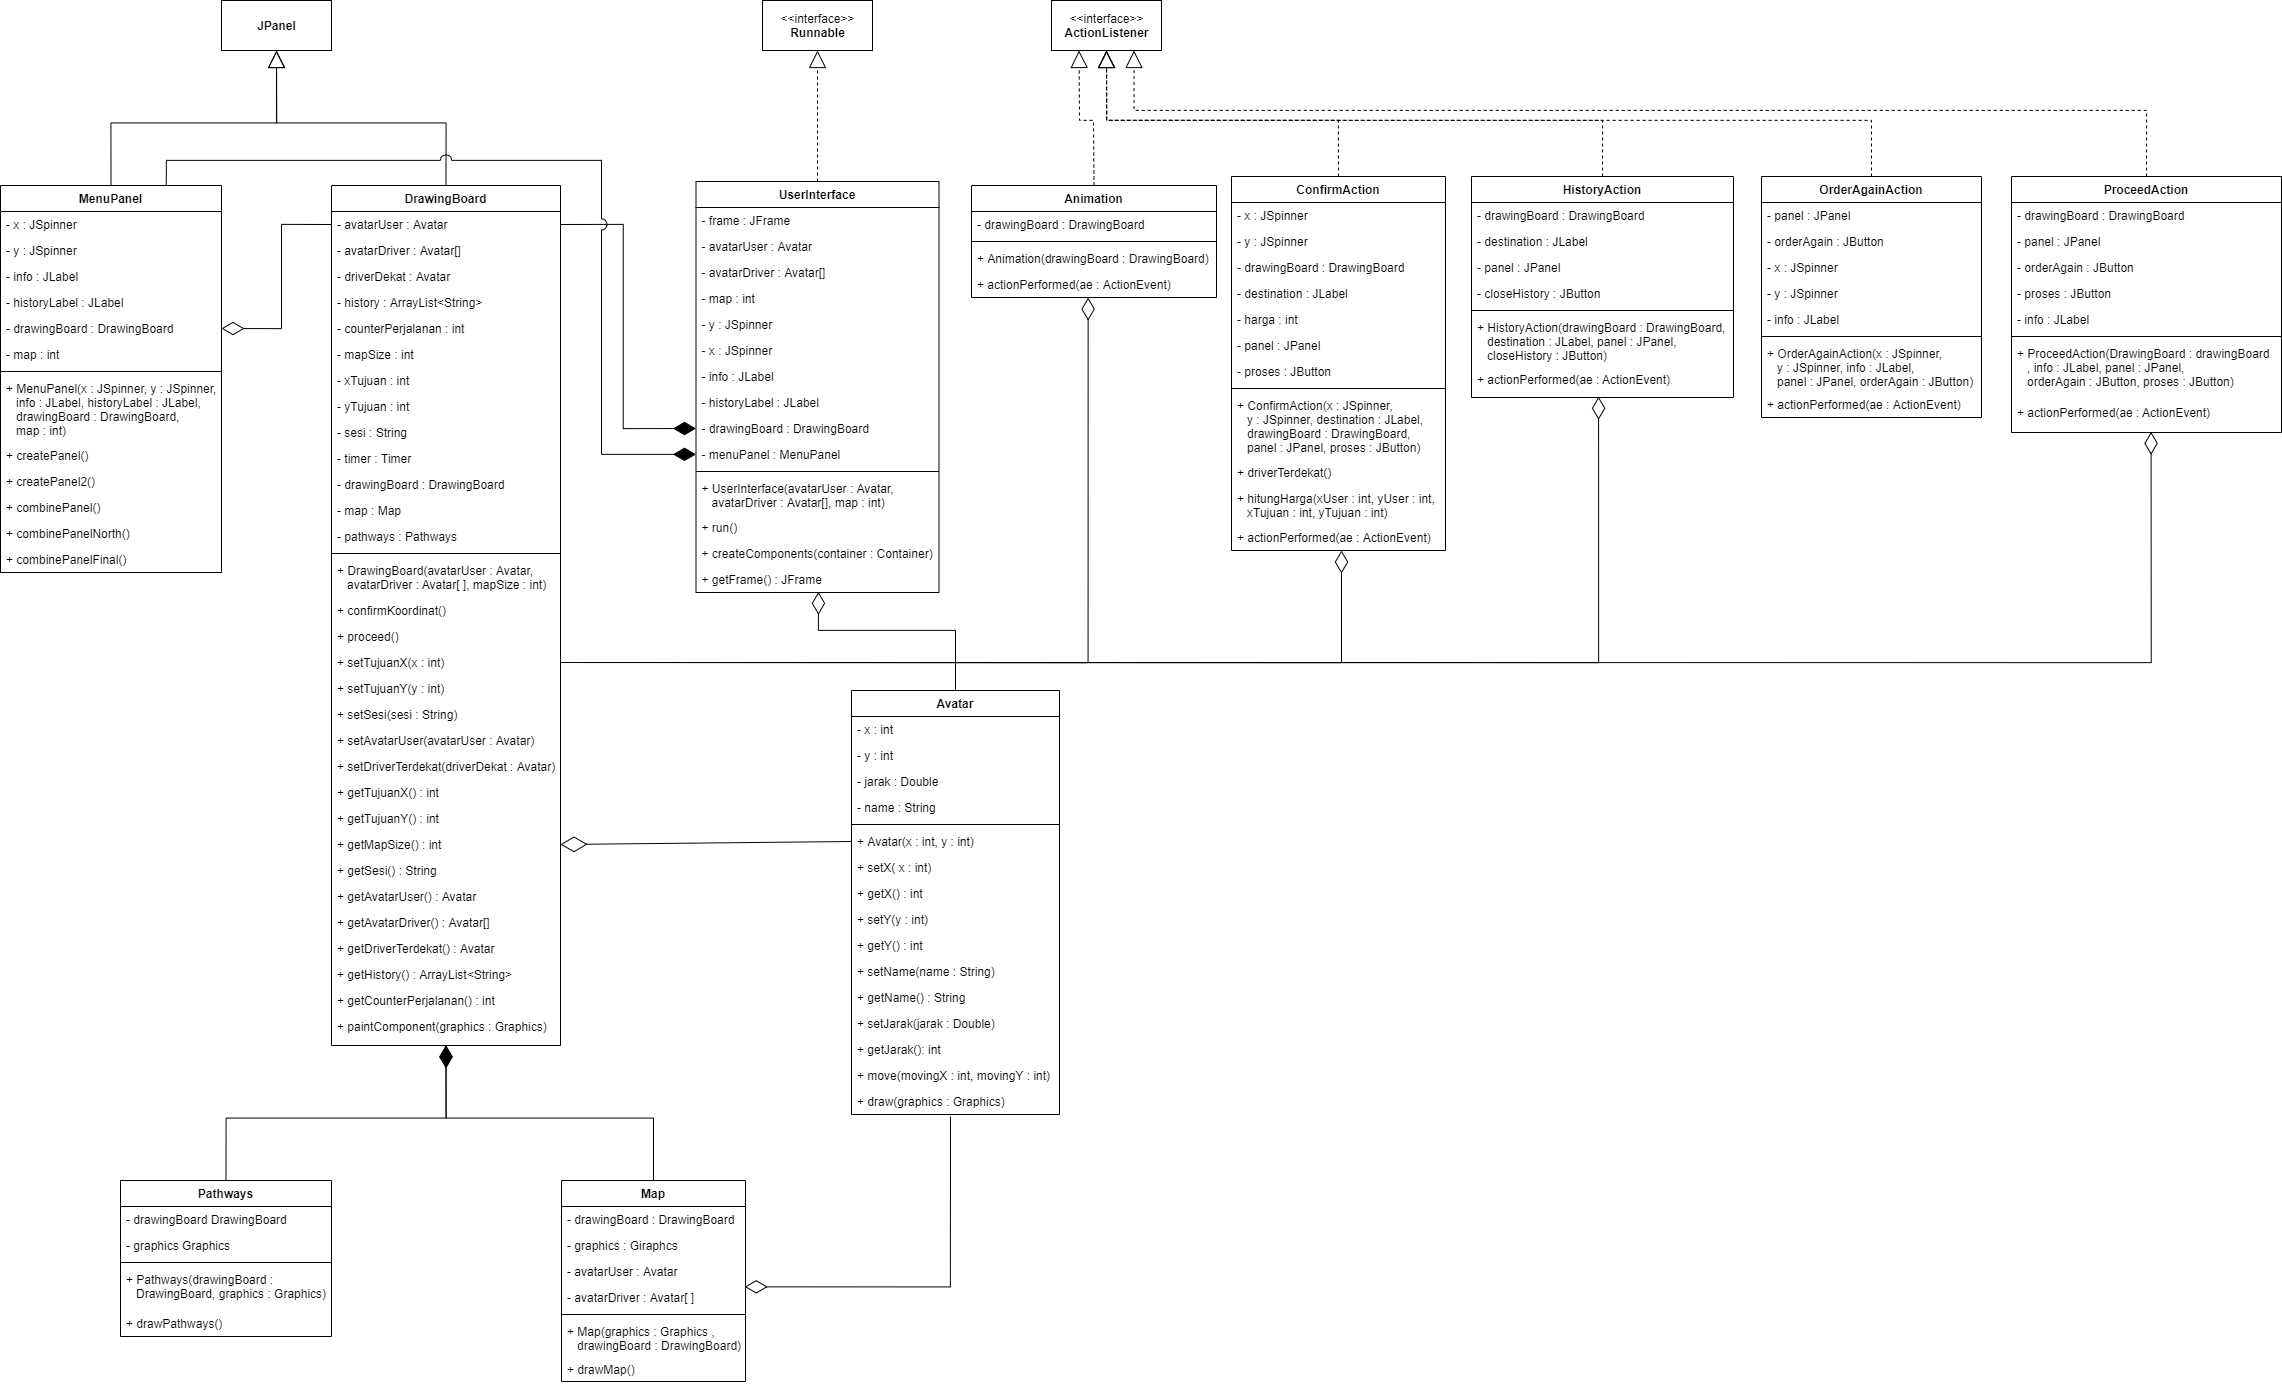 JPanel
<<interface>>
Runnable
<<interface>>
ActionListener
MenuPanel
- x : JSpinner
- y : JSpinner
- info : JLabel
- historyLabel : JLabel
- drawingBoard : DrawingBoard
- map : int
+ MenuPanel(x : JSpinner, y : JSpinner,
info : JLabel, historyLabel : JLabel,
drawingBoard : DrawingBoard,
map : int)
+ createPanel()
+ createPanel2()
+ combinePanel()
+ combinePanelNorth()
+ combinePanelFinal()
DrawingBoard
- avatarUser : Avatar
- avatarDriver : Avatar[]
- driverDekat : Avatar
- history : ArrayList<String>
- counterPerjalanan : int
- mapSize : int
- xTujuan : int
- yTujuan : int
- sesi : String
- timer : Timer
- drawingBoard : DrawingBoard
- map : Map
- pathways : Pathways
+ DrawingBoard(avatarUser : Avatar,
avatarDriver : Avatar[ ], mapSize : int)
+ confirmKoordinat()
+ proceed()
+ setTujuanX(x : int)
+ setTujuanY(y : int)
+ setSesi(sesi : String)
+ setAvatarUser(avatarUser : Avatar)
+ setDriverTerdekat(driverDekat : Avatar)
+ getTujuanX() : int
+ getTujuanY() : int
+ getMapSize() : int
+ getSesi() : String
+ getAvatarUser() : Avatar
+ getAvatarDriver() : Avatar[]
+ getDriverTerdekat() : Avatar
+ getHistory() : ArrayList<String>
+ getCounterPerjalanan() : int
+ paintComponent(graphics : Graphics)
UserInterface
- frame : JFrame
- avatarUser : Avatar
- avatarDriver : Avatar[]
- map : int
- y : JSpinner
- x : JSpinner
- info : JLabel
- historyLabel : JLabel
- drawingBoard : DrawingBoard
- menuPanel : MenuPanel
+ UserInterface(avatarUser : Avatar,
avatarDriver : Avatar[], map : int)
+ run()
+ createComponents(container : Container)
+ getFrame() : JFrame
Animation
- drawingBoard : DrawingBoard
+ Animation(drawingBoard : DrawingBoard)
+ actionPerformed(ae : ActionEvent)
ConfirmAction
- x : JSpinner
- y : JSpinner
- drawingBoard : DrawingBoard
- destination : JLabel
- harga : int
- panel : JPanel
- proses : JButton
+ ConfirmAction(x : JSpinner,
y : JSpinner, destination : JLabel,
drawingBoard : DrawingBoard,
panel : JPanel, proses : JButton)
+ driverTerdekat()
+ hitungHarga(xUser : int, yUser : int,
xTujuan : int, yTujuan : int)
+ actionPerformed(ae : ActionEvent)
HistoryAction
- drawingBoard : DrawingBoard
- destination : JLabel
- panel : JPanel
- closeHistory : JButton
+ HistoryAction(drawingBoard : DrawingBoard,
destination : JLabel, panel : JPanel,
closeHistory : JButton)
+ actionPerformed(ae : ActionEvent)
OrderAgainAction
- panel : JPanel
- orderAgain : JButton
- x : JSpinner
- y : JSpinner
- info : JLabel
+ OrderAgainAction(x : JSpinner,
y : JSpinner, info : JLabel,
panel : JPanel, orderAgain : JButton)
+ actionPerformed(ae : ActionEvent)
ProceedAction
- drawingBoard : DrawingBoard
- panel : JPanel
- orderAgain : JButton
- proses : JButton
- info : JLabel
+ ProceedAction(DrawingBoard : drawingBoard
, info : JLabel, panel : JPanel,
orderAgain : JButton, proses : JButton)
+ actionPerformed(ae : ActionEvent)
Avatar
- x : int
- y : int
- jarak : Double
- name : String
+ Avatar(x : int, y : int)
+ setX( x : int)
+ getX() : int
+ setY(y : int)
+ getY() : int
+ setName(name : String)
+ getName() : String
+ setJarak(jarak : Double)
+ getJarak(): int
+ move(movingX : int, movingY : int)
+ draw(graphics : Graphics)
Pathways
- drawingBoard DrawingBoard
- graphics Graphics
+ Pathways(drawingBoard :
DrawingBoard, graphics : Graphics)
+ drawPathways()
Map
- drawingBoard : DrawingBoard
- graphics : Giraphcs
- avatarUser : Avatar
- avatarDriver : Avatar[ ]
+ Map(graphics : Graphics ,
drawingBoard : DrawingBoard)
+ drawMap()